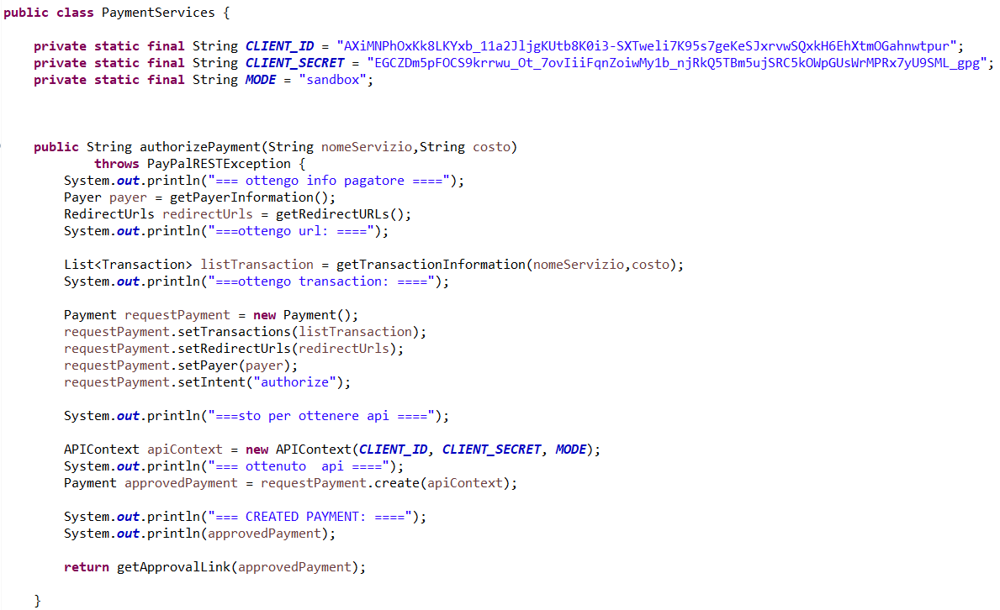 public class PaymentServices {
private static final String CLIENT_ID = "AXiMNPhOxKk8LKYxb_11a2JljgKUtb8K0i3-SXTweli7K95s7geKeSJxrvwSQxkH6EhXtmOGahnwtpur";
private static final String CLIENT_SECRET = "EGCZDm5pFOCS9krrwu_Ot_7ovIiiFqnZoiwMy1b_njRkQ5TBm5ujSRC5kOWpGUsWrMPRx7yU9SML_gpg";
private static final String MODE = "sandbox";
public String authorizePayment(String nomeServizio,String costo)
throws PayPalRESTException {
System.out.println("=== ottengo info pagatore ====");
Payer payer = getPayerInformation();
RedirectUrls redirectUrls = getRedirectURLs();
System.out.println("===ottengo url: ====");
List<Transaction> listTransaction = getTransactionInformation(nomeServizio,costo);
System.out.println("===ottengo transaction: ====");
Payment requestPayment = new Payment();
requestPayment.setTransactions(listTransaction);
requestPayment.setRedirectUrls(redirectUrls);
requestPayment.setPayer(payer);
requestPayment.setIntent("authorize");
System.out.println("===sto per ottenere api ====");
APIContext apiContext = new APIContext(CLIENT_ID, CLIENT_SECRET, MODE);
System.out.println("=== ottenuto  api ====");
Payment approvedPayment = requestPayment.create(apiContext);
System.out.println("=== CREATED PAYMENT: ====");
System.out.println(approvedPayment);
return getApprovalLink(approvedPayment);
}